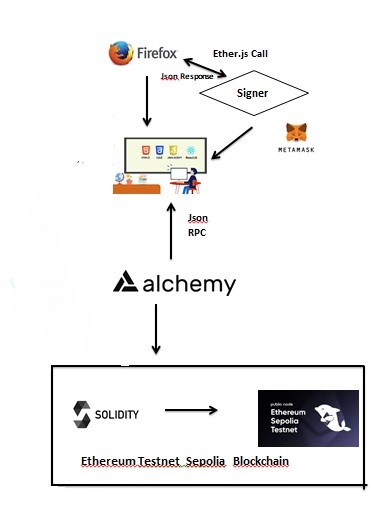 Firefox
Ether.js Call
Json Response
Signer
HTML5 CSS3 JAVASCRIPT
METAMASK
Json
RPC
alchemy
SOLIDITY
public node
Ethereum
Sepolia
Testnet
Ethereum Testnet Sepolia Blockchain